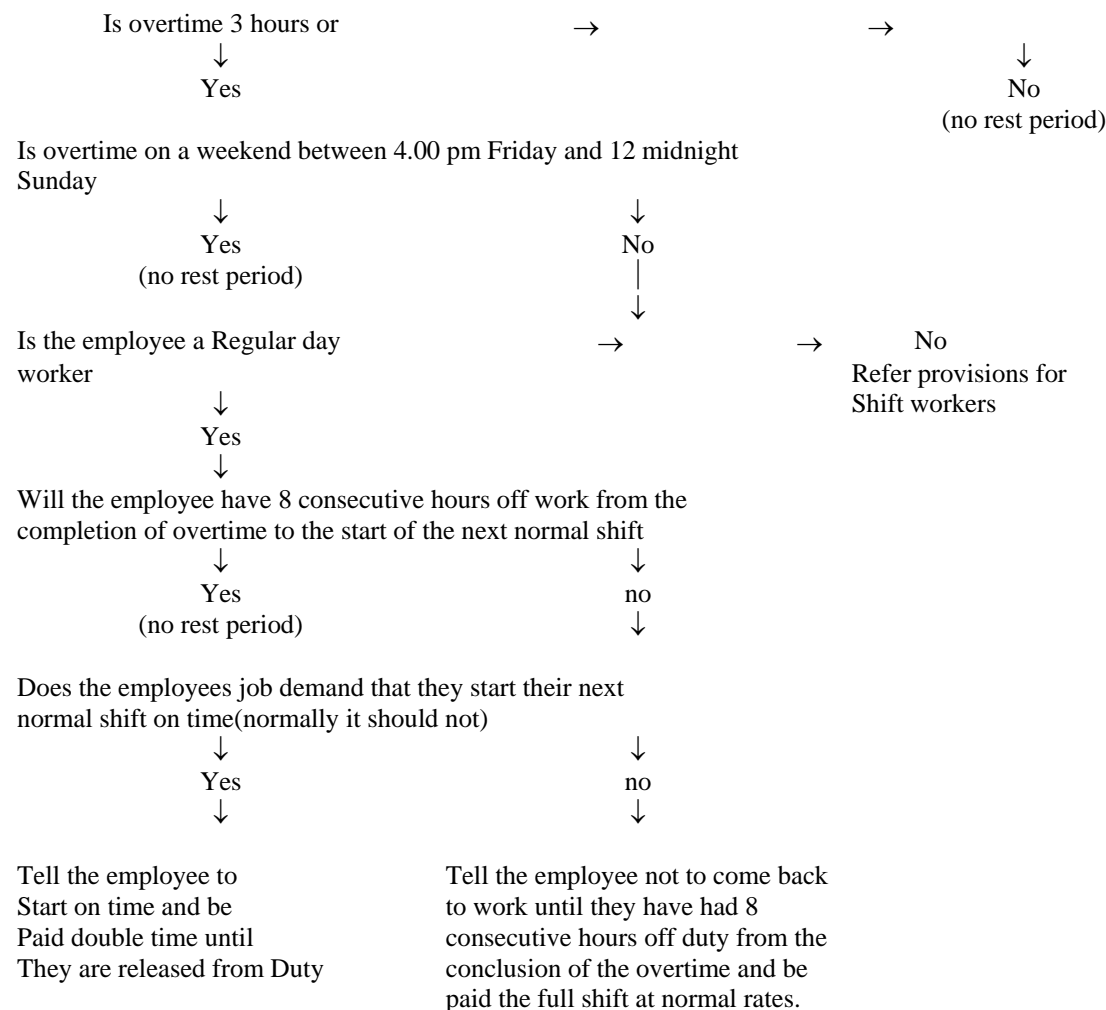 Is overtime 3 hours or → →
↓ ↓
Yes No
(no rest period)
Is overtime on a weekend between 4.00 pm Friday and 12 midnight
Sunday
↓ ↓
Yes No
(no rest period) |
↓
Is the employee a Regular day → → No
worker Refer provisions for
↓ Shift workers
Yes
↓
Will the employee have 8 consecutive hours off work from the
completion of overtime to the start of the next normal shift
↓ ↓
Yes no
(no rest period) ↓
Does the employees job demand that they start their next
normal shift on time(normally it should not)
↓ ↓
Yes no
↓ ↓
Tell the employee to Tell the employee not to come back
Start on time and be to work until they have had 8
Paid double time until consecutive hours off duty from the
They are released from Duty conclusion of the overtime and be
paid the full shift at normal rates.